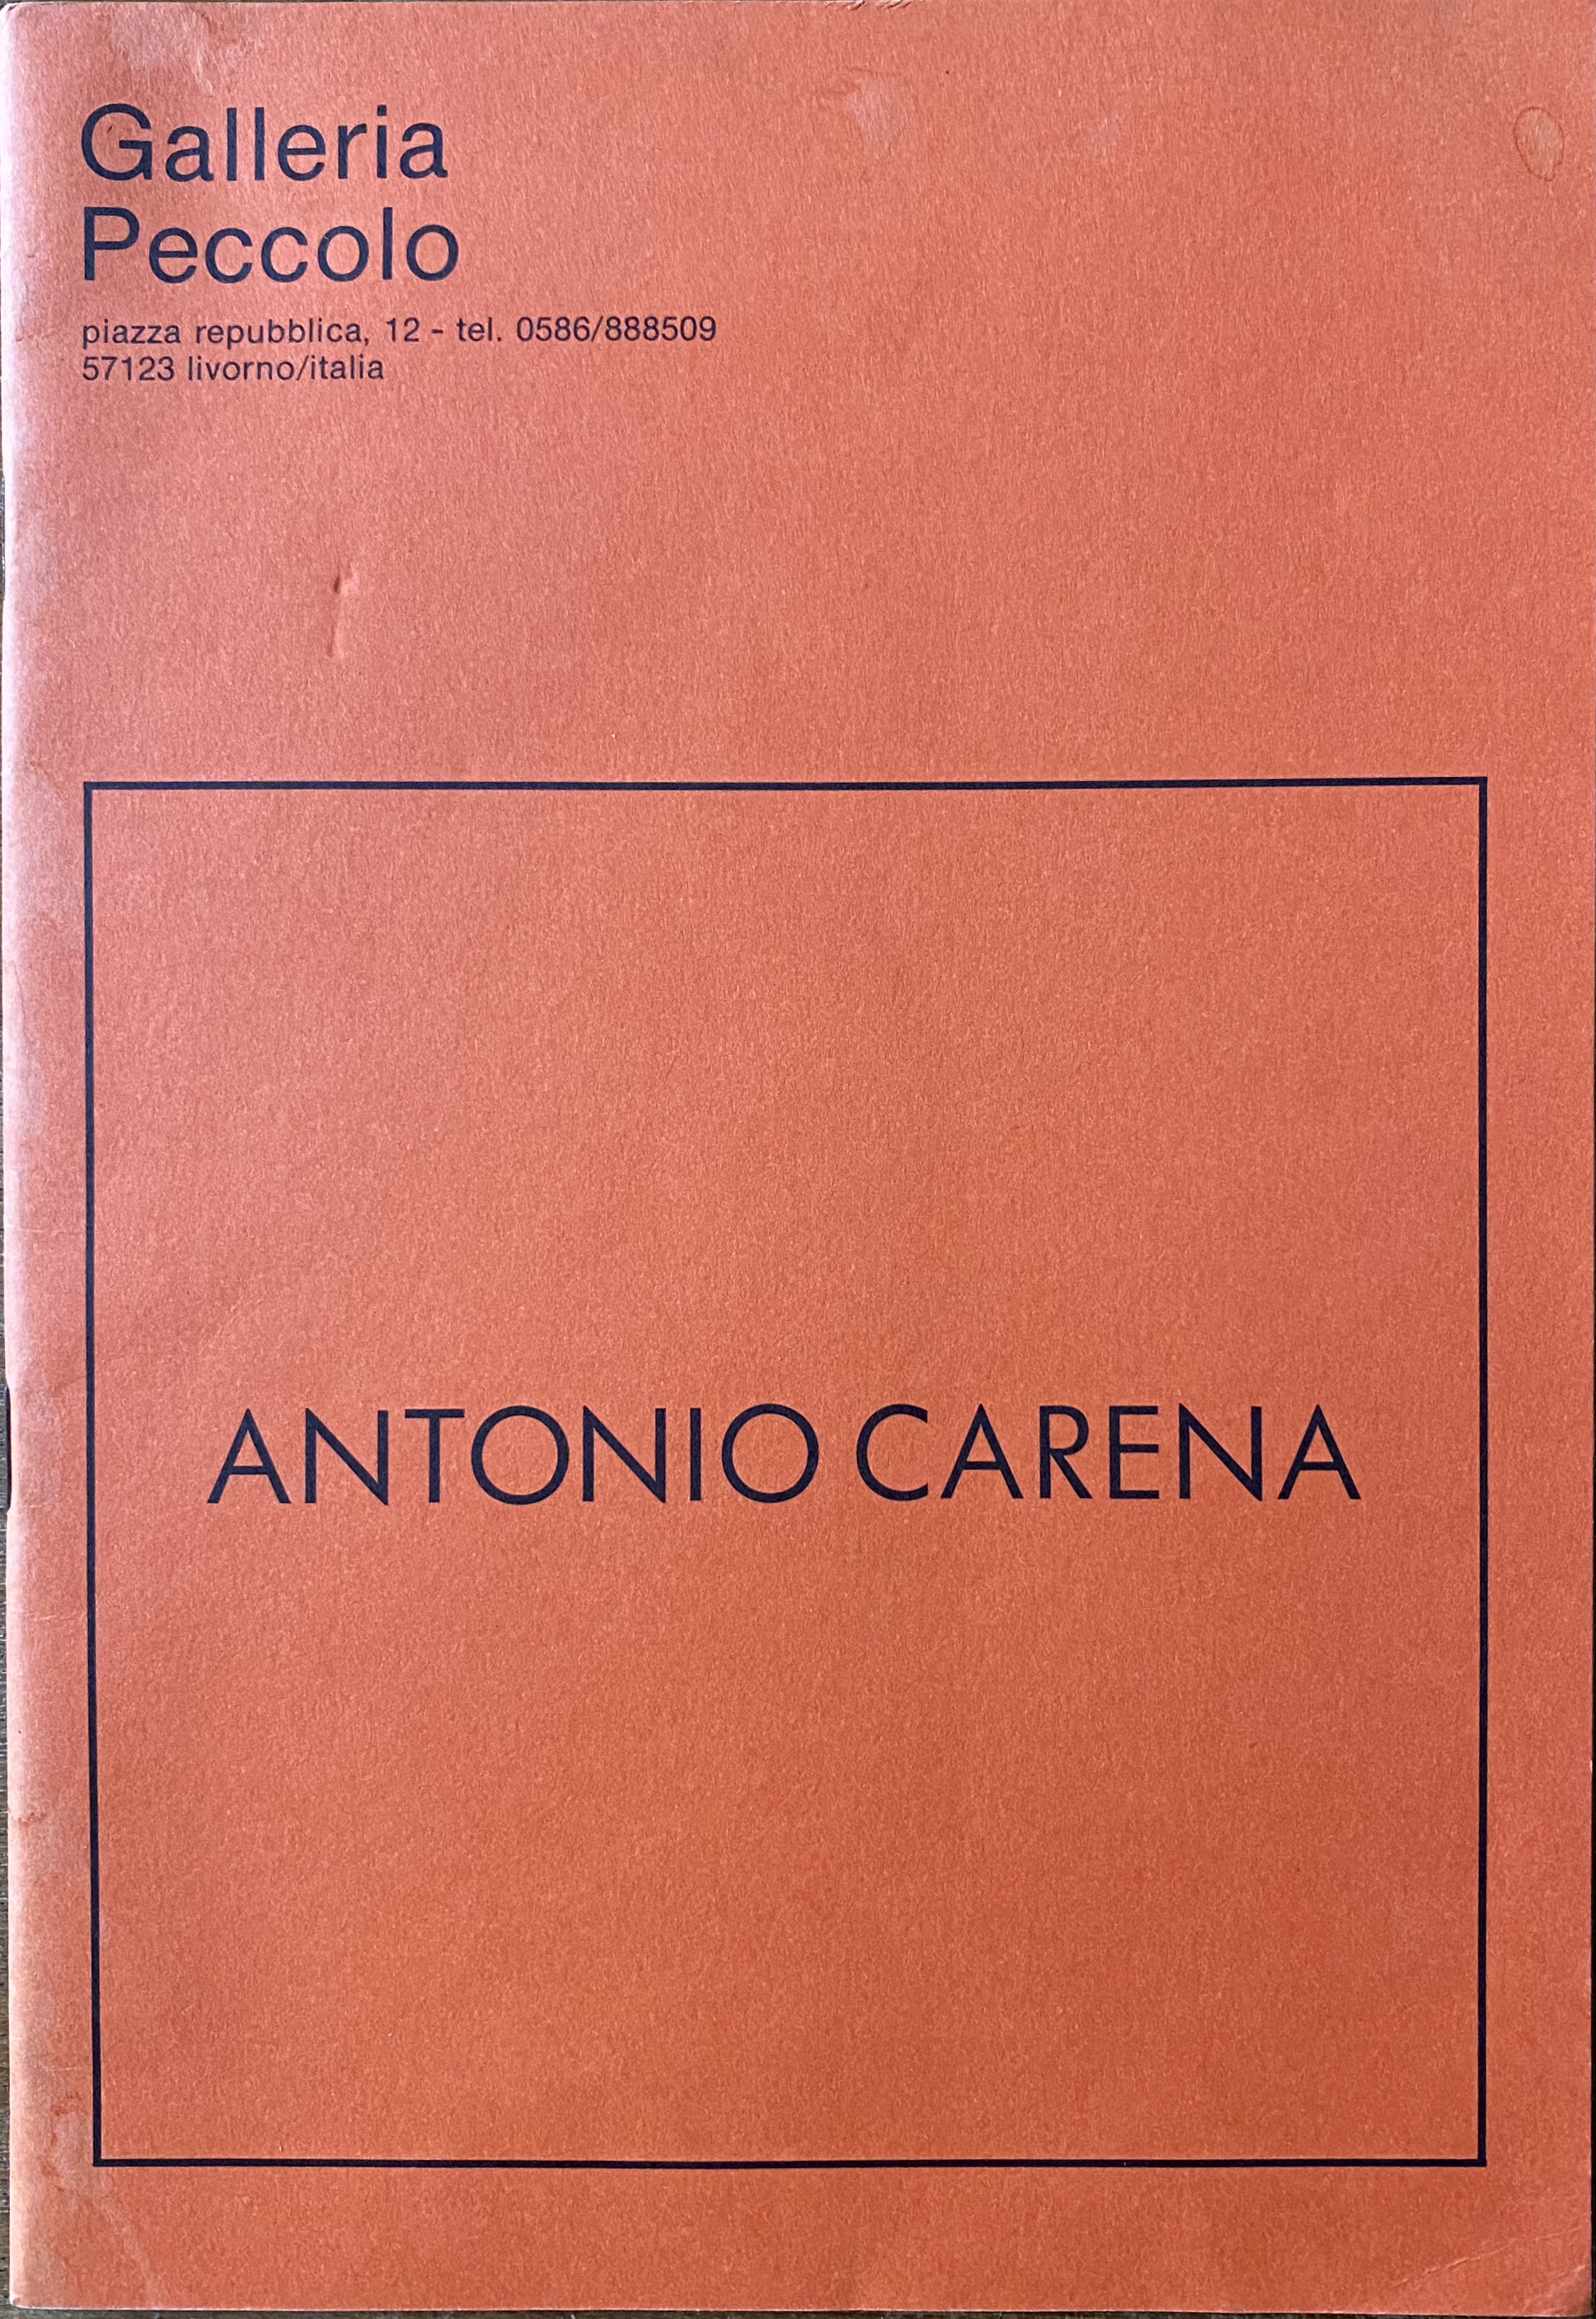 Galleria
Peccolo
piazza repubblica, 12 - tel. 0586/888509
57123 livorno/italia
ANTONIO CARENA